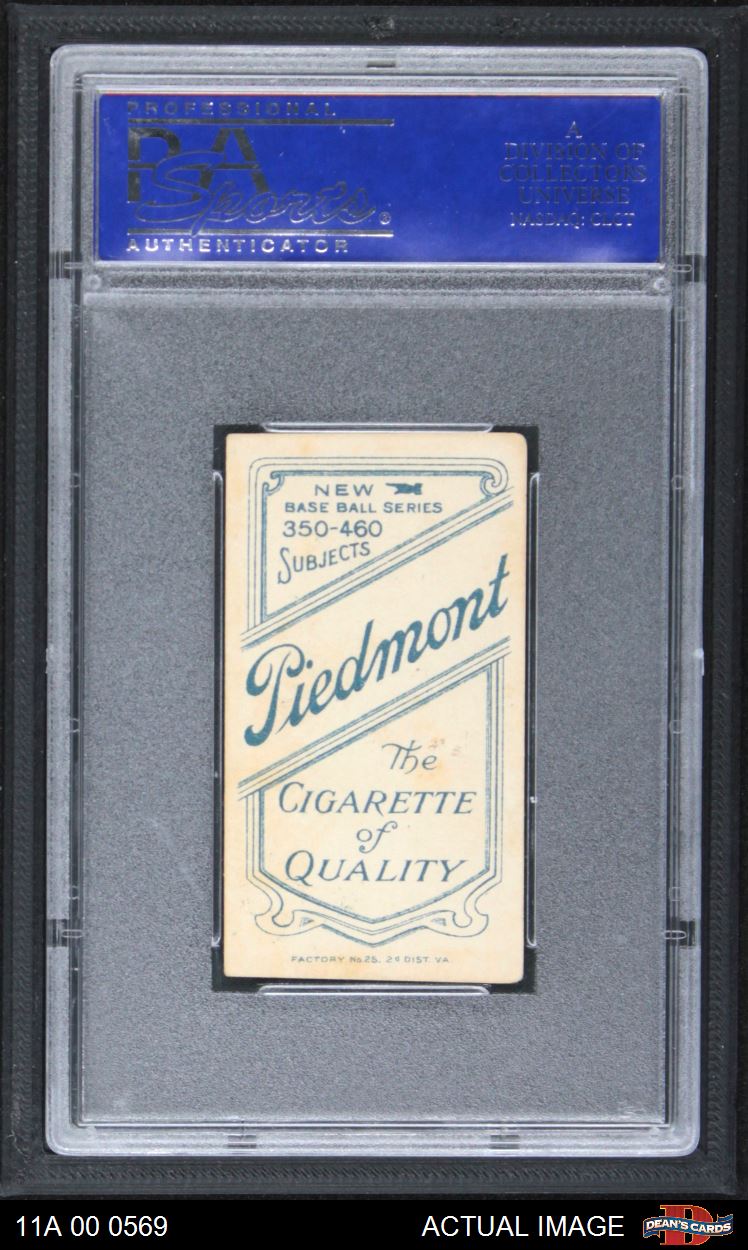 PROFESSIONAL
PSA
Sports®
AUTHENTICATOR
A
DIVISION OF
COLLECTORS
UNIVERSE
NASDAQ: CLCT
NEW
BASE BALL SERIES
350-460
SUBJECTS
Piedmont
The
CIGARETTE
of
QUALITY
FACTORY No. 25, 2d DIST. VA.
11A 00 0569
ACTUAL IMAGE
D
DEAN'S CARDS